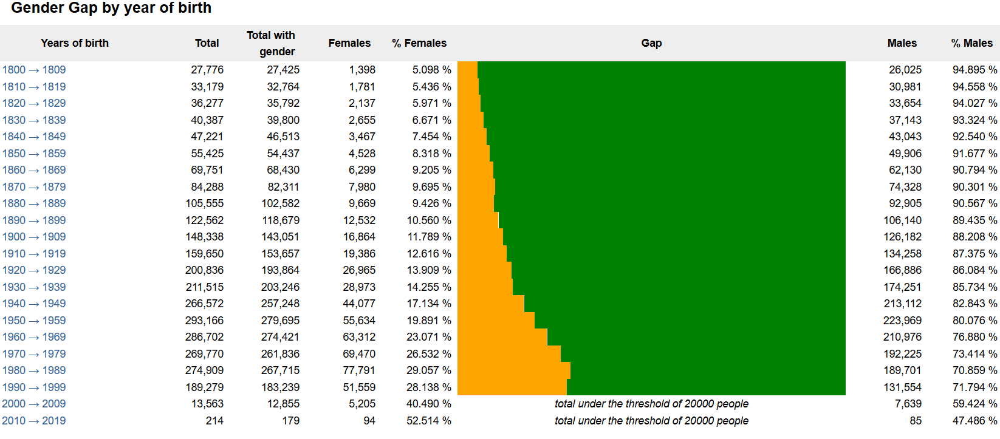 Gender Gap by year of birth
Years of birth Total Total with gender Females % Females Gap Males % Males
1800 → 1809 27,776 27,425 1,398 5.098 % 26,025 94.895 %
1810 → 1819 33,179 32,764 1,781 5.436 % 30,981 94.558 %
1820 → 1829 36,277 35,792 2,137 5.971 % 33,654 94.027 %
1830 → 1839 40,387 39,800 2,655 6.671 % 37,143 93.324 %
1840 → 1849 47,221 46,513 3,467 7.454 % 43,043 92.540 %
1850 → 1859 55,425 54,437 4,528 8.318 % 49,906 91.677 %
1860 → 1869 69,751 68,430 6,299 9.205 % 62,130 90.794 %
1870 → 1879 84,288 82,311 7,980 9.695 % 74,328 90.301 %
1880 → 1889 105,555 102,582 9,669 9.426 % 92,905 90.567 %
1890 → 1899 122,562 118,679 12,532 10.560 % 106,140 89.435 %
1900 → 1909 148,338 143,051 16,864 11.789 % 126,182 88.208 %
1910 → 1919 159,650 153,657 19,386 12.616 % 134,258 87.375 %
1920 → 1929 200,836 193,864 26,965 13.909 % 166,886 86.084 %
1930 → 1939 211,515 203,246 28,973 14.255 % 174,251 85.734 %
1940 → 1949 266,572 257,248 44,077 17.134 % 213,112 82.843 %
1950 → 1959 293,166 279,695 55,634 19.891 % 223,969 80.076 %
1960 → 1969 286,702 274,421 63,312 23.071 % 210,976 76.880 %
1970 → 1979 269,770 261,836 69,470 26.532 % 192,225 73.414 %
1980 → 1989 274,909 267,715 77,791 29.057 % 189,701 70.859 %
1990 → 1999 189,279 183,239 51,559 28.138 % 131,554 71.794 %
2000 → 2009 13,563 12,855 5,205 40.490 % total under the threshold of 20000 people 7,639 59.424 %
2010 → 2019 214 179 94 52.514 % total under the threshold of 20000 people 85 47.486 %